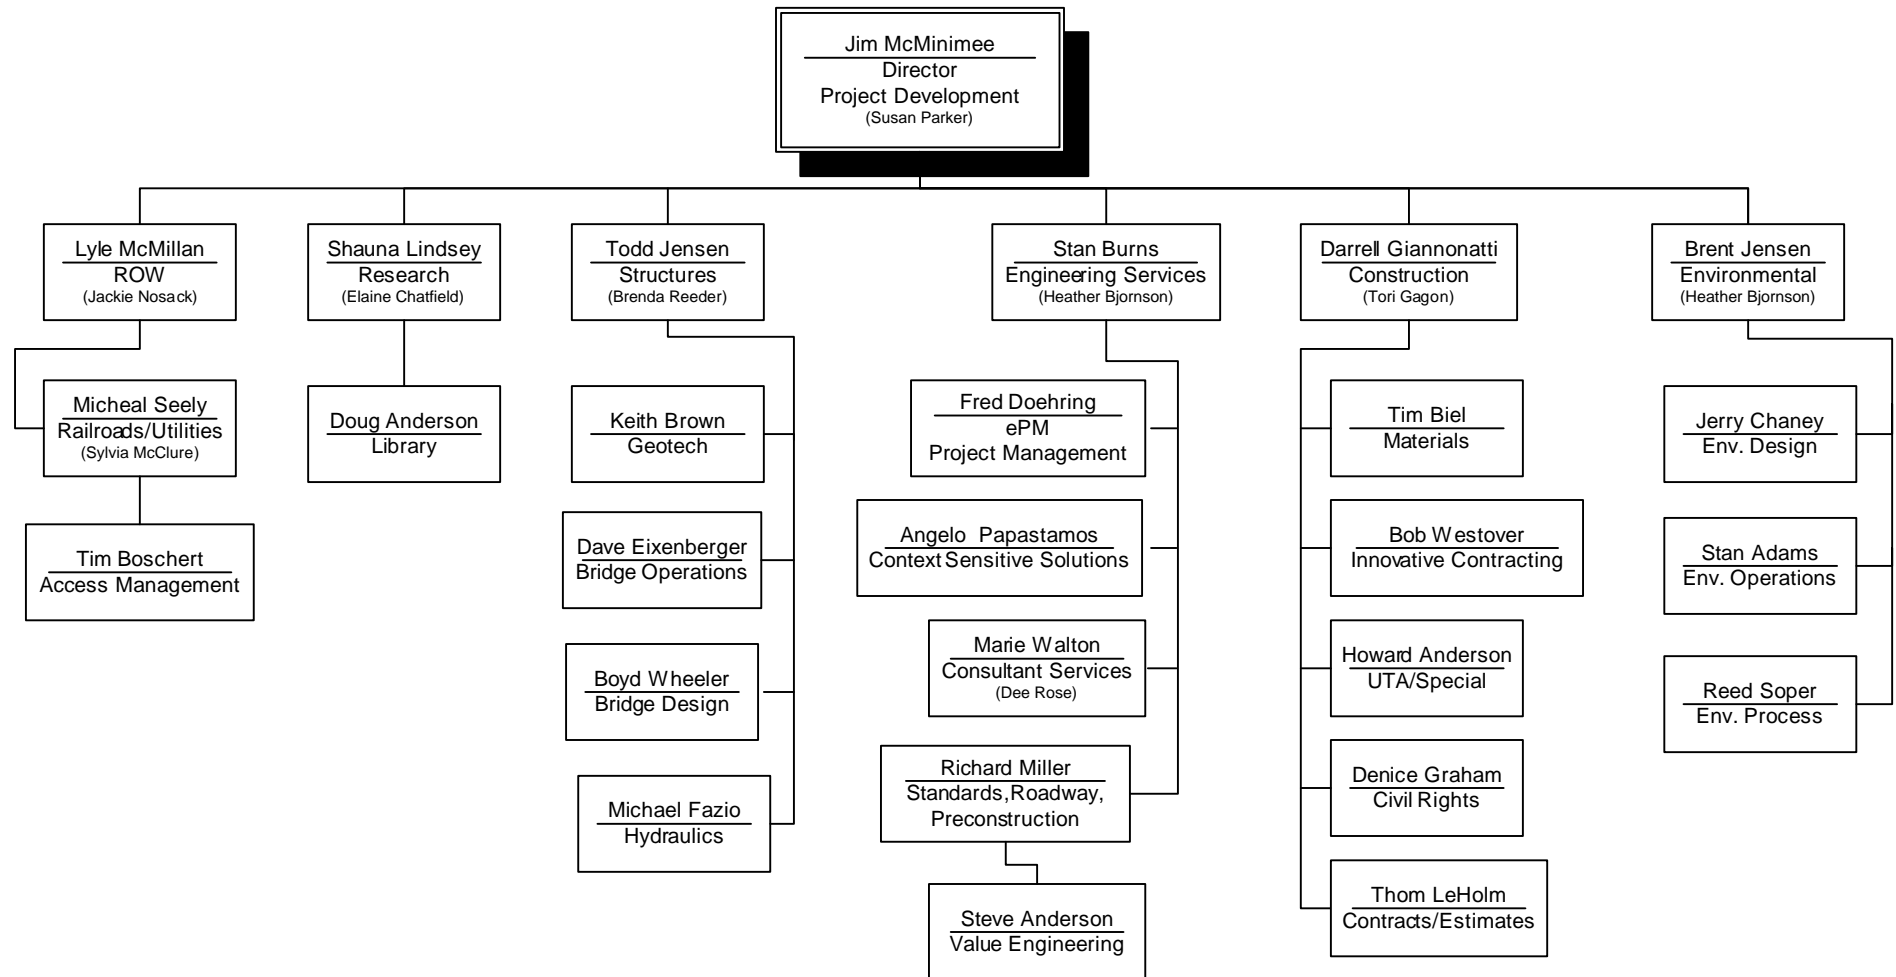 Jim McMinimee
Director
Project Development
(Susan Parker)
Lyle McMillan
ROW
(Jackie Nosack)
Shauna Lindsey
Research
(Elaine Chatfield)
Todd Jensen
Structures
(Brenda Reeder)
Stan Burns
Engineering Services
(Heather Bjornson)
Darrell Giannonatti
Construction
(Tori Gagon)
Brent Jensen
Environmental
(Heather Bjornson)
Micheal Seely
Railroads/Utilities
(Sylvia McClure)
Tim Boschert
Access Management
Doug Anderson
Library
Keith Brown
Geotech
Dave Eixenberger
Bridge Operations
Boyd Wheeler
Bridge Design
Michael Fazio
Hydraulics
Fred Doehring
ePM
Project Management
Angelo Papastamos
Context Sensitive Solutions
Marie Walton
Consultant Services
(Dee Rose)
Richard Miller
Standards,Roadway,
Preconstruction
Steve Anderson
Value Engineering
Tim Biel
Materials
Bob Westover
Innovative Contracting
Howard Anderson
UTA/Special
Denice Graham
Civil Rights
Thom LeHolm
Contracts/Estimates
Jerry Chaney
Env. Design
Stan Adams
Env. Operations
Reed Soper
Env. Process